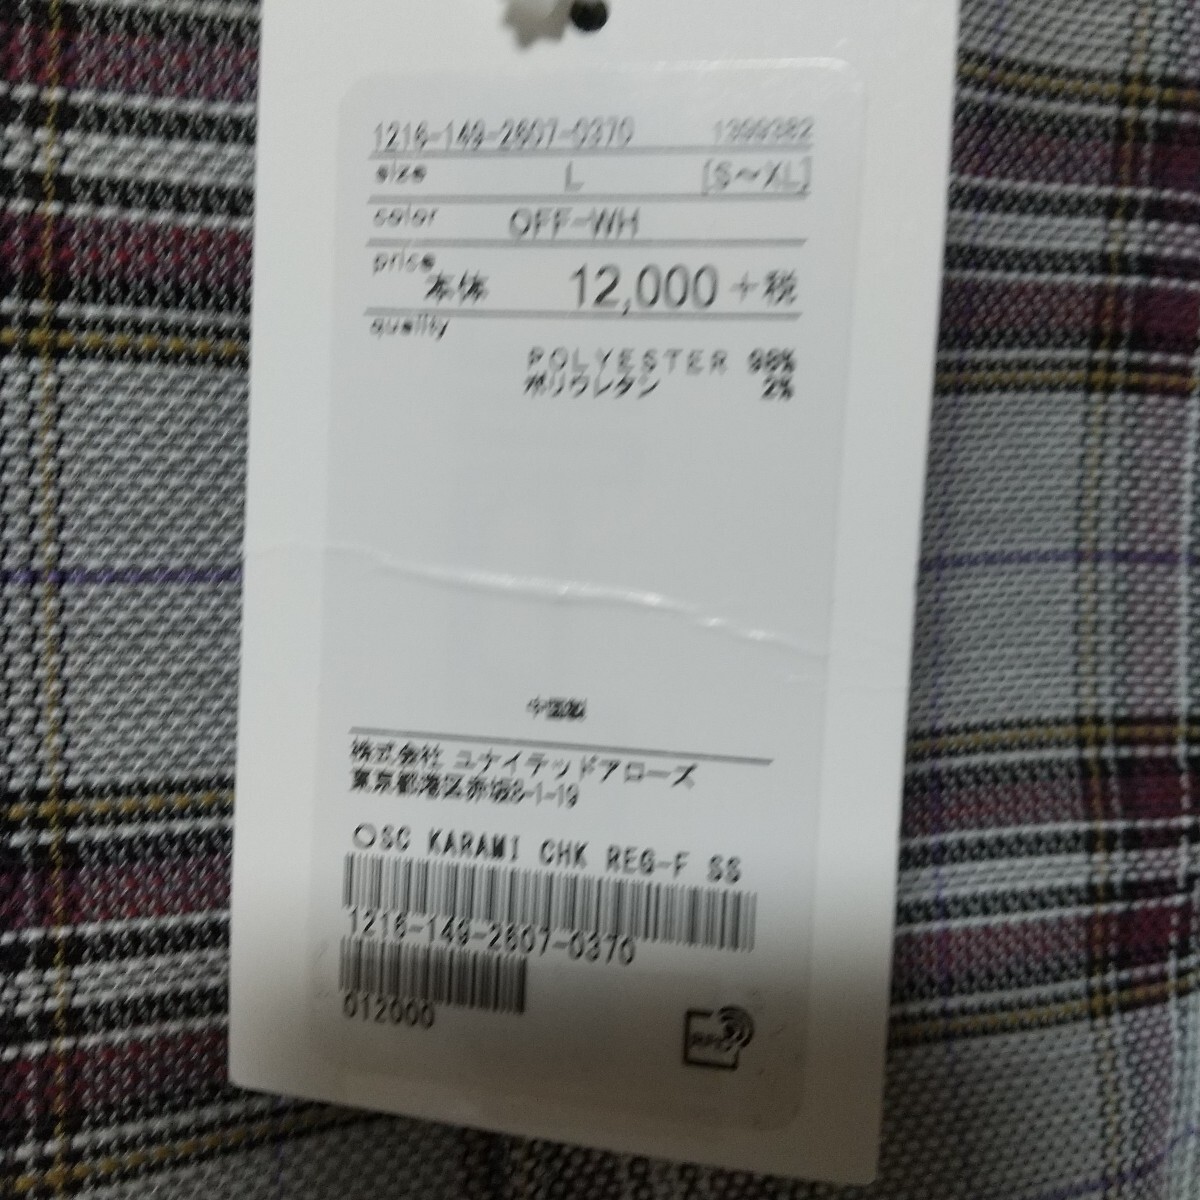 1216-149-2607-0370 1399382
size L [S～XL]
color OFF-WH
price 本体 12,000+税
quality
POLYESTER 98%
ポリウレタン 2%
中国製
株式会社 ユナイテッドアローズ
東京都港区赤坂8-1-19
○SC KARAMI CHK REG-F SS
1216-149-2607-0370
012000